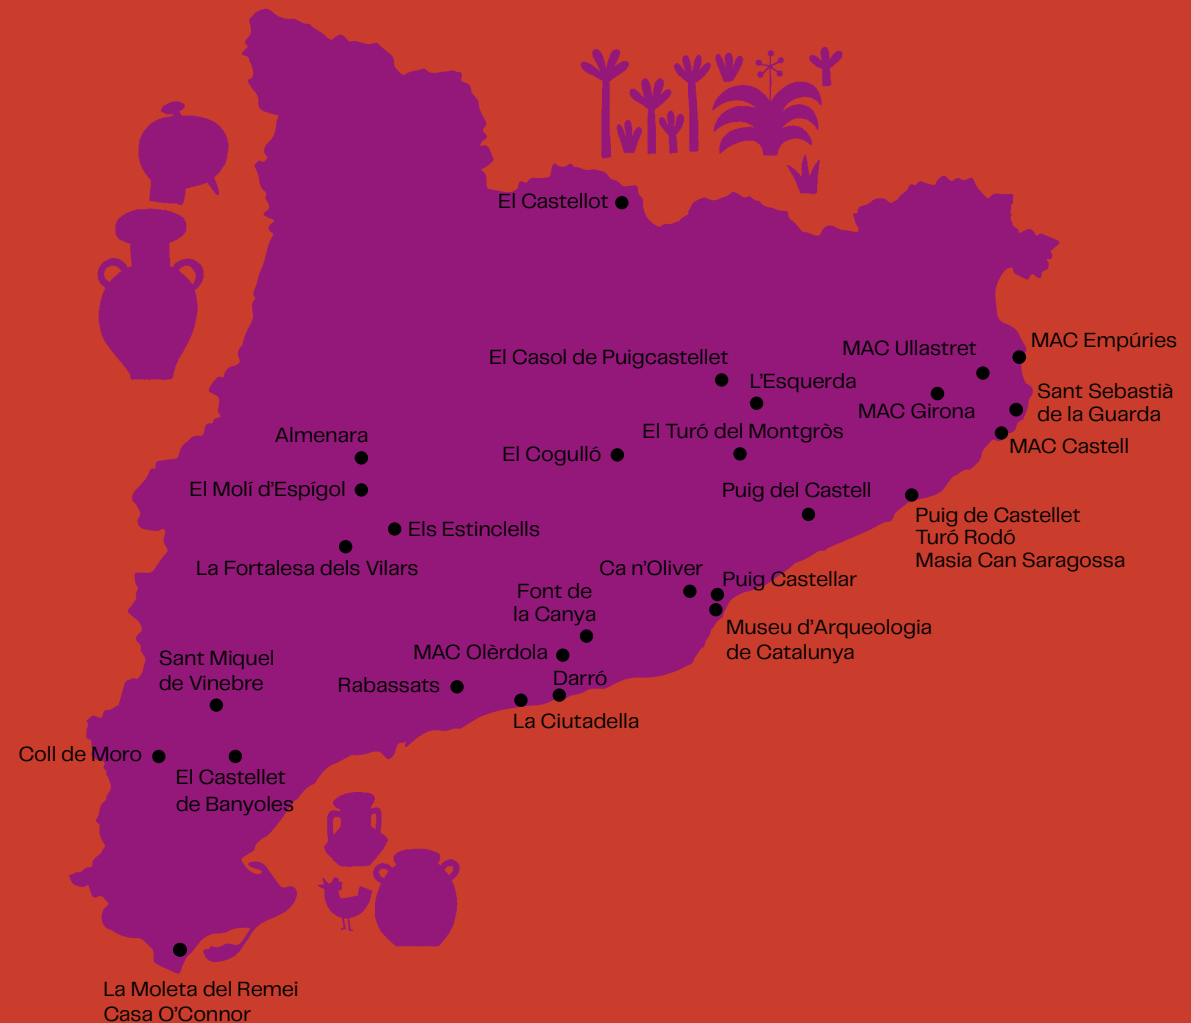 El Castellot
MAC Empúries
MAC Ullastret
El Casol de Puigcastellet
L'Esquerda
Sant Sebastià
de la Guarda
MAC Girona
El Turó del Montgròs
Almenara
MAC Castell
El Cogulló
El Molí d'Espígol
Puig del Castell
Puig de Castellet
Turó Rodó
Masia Can Saragossa
Els Estinclells
La Fortalesa dels Vilars
Ca n'Oliver
Puig Castellar
Font de
la Canya
Museu d'Arqueologia
de Catalunya
MAC Olèrdola
Sant Miquel
de Vinebre
Darró
Rabassats
La Ciutadella
Coll de Moro
El Castellet
de Banyoles
La Moleta del Remei
Casa O'Connor